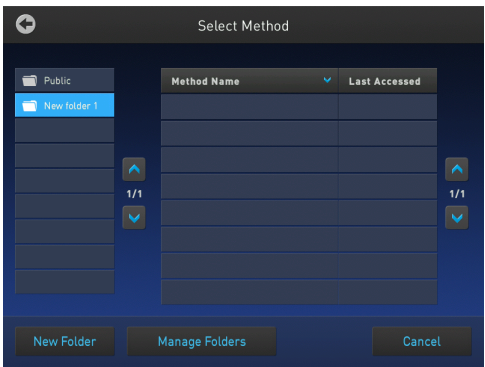 Select Method
Public
New folder 1
1/1
Method Name Last Accessed
1/1
New Folder Manage Folders Cancel